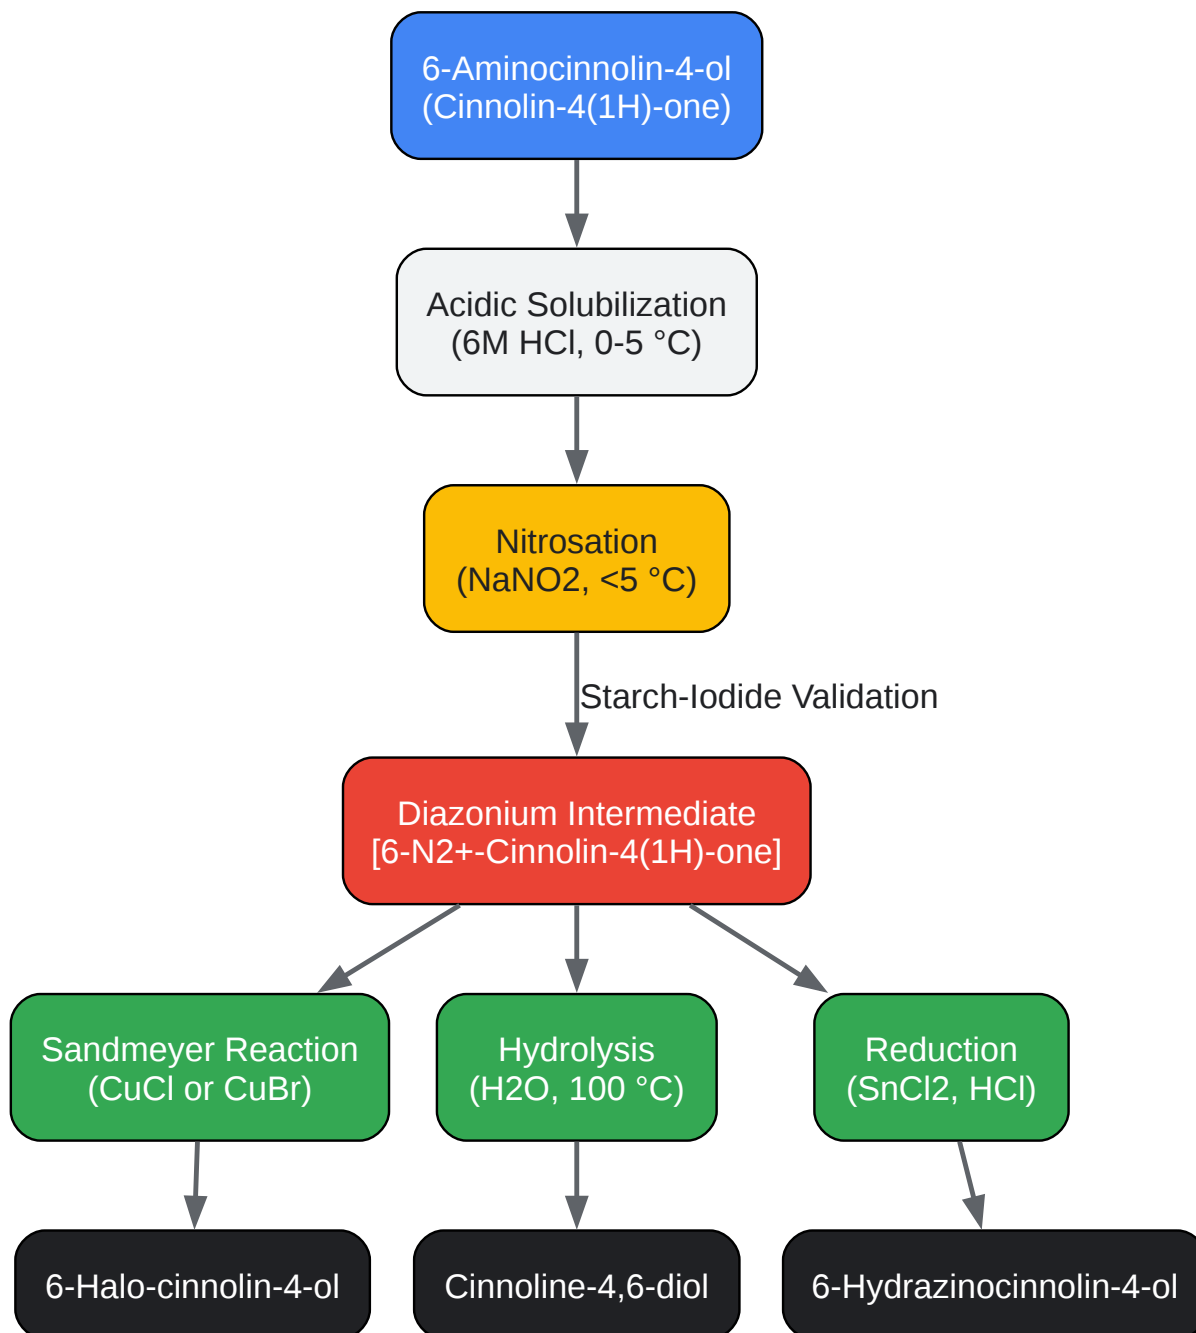 6-Aminocinnolin-4-ol
(Cinnolin-4(1H)-one)
Acidic Solubilization
(6M HCl, 0-5 °C)
Nitrosation
(NaNO2, <5 °C)
Starch-Iodide Validation
Diazonium Intermediate
[6-N2+-Cinnolin-4(1H)-one]
Sandmeyer Reaction
(CuCl or CuBr)
Hydrolysis
(H2O, 100 °C)
Reduction
(SnCl2, HCl)
6-Halo-cinnolin-4-ol
Cinnoline-4,6-diol
6-Hydrazinocinnolin-4-ol